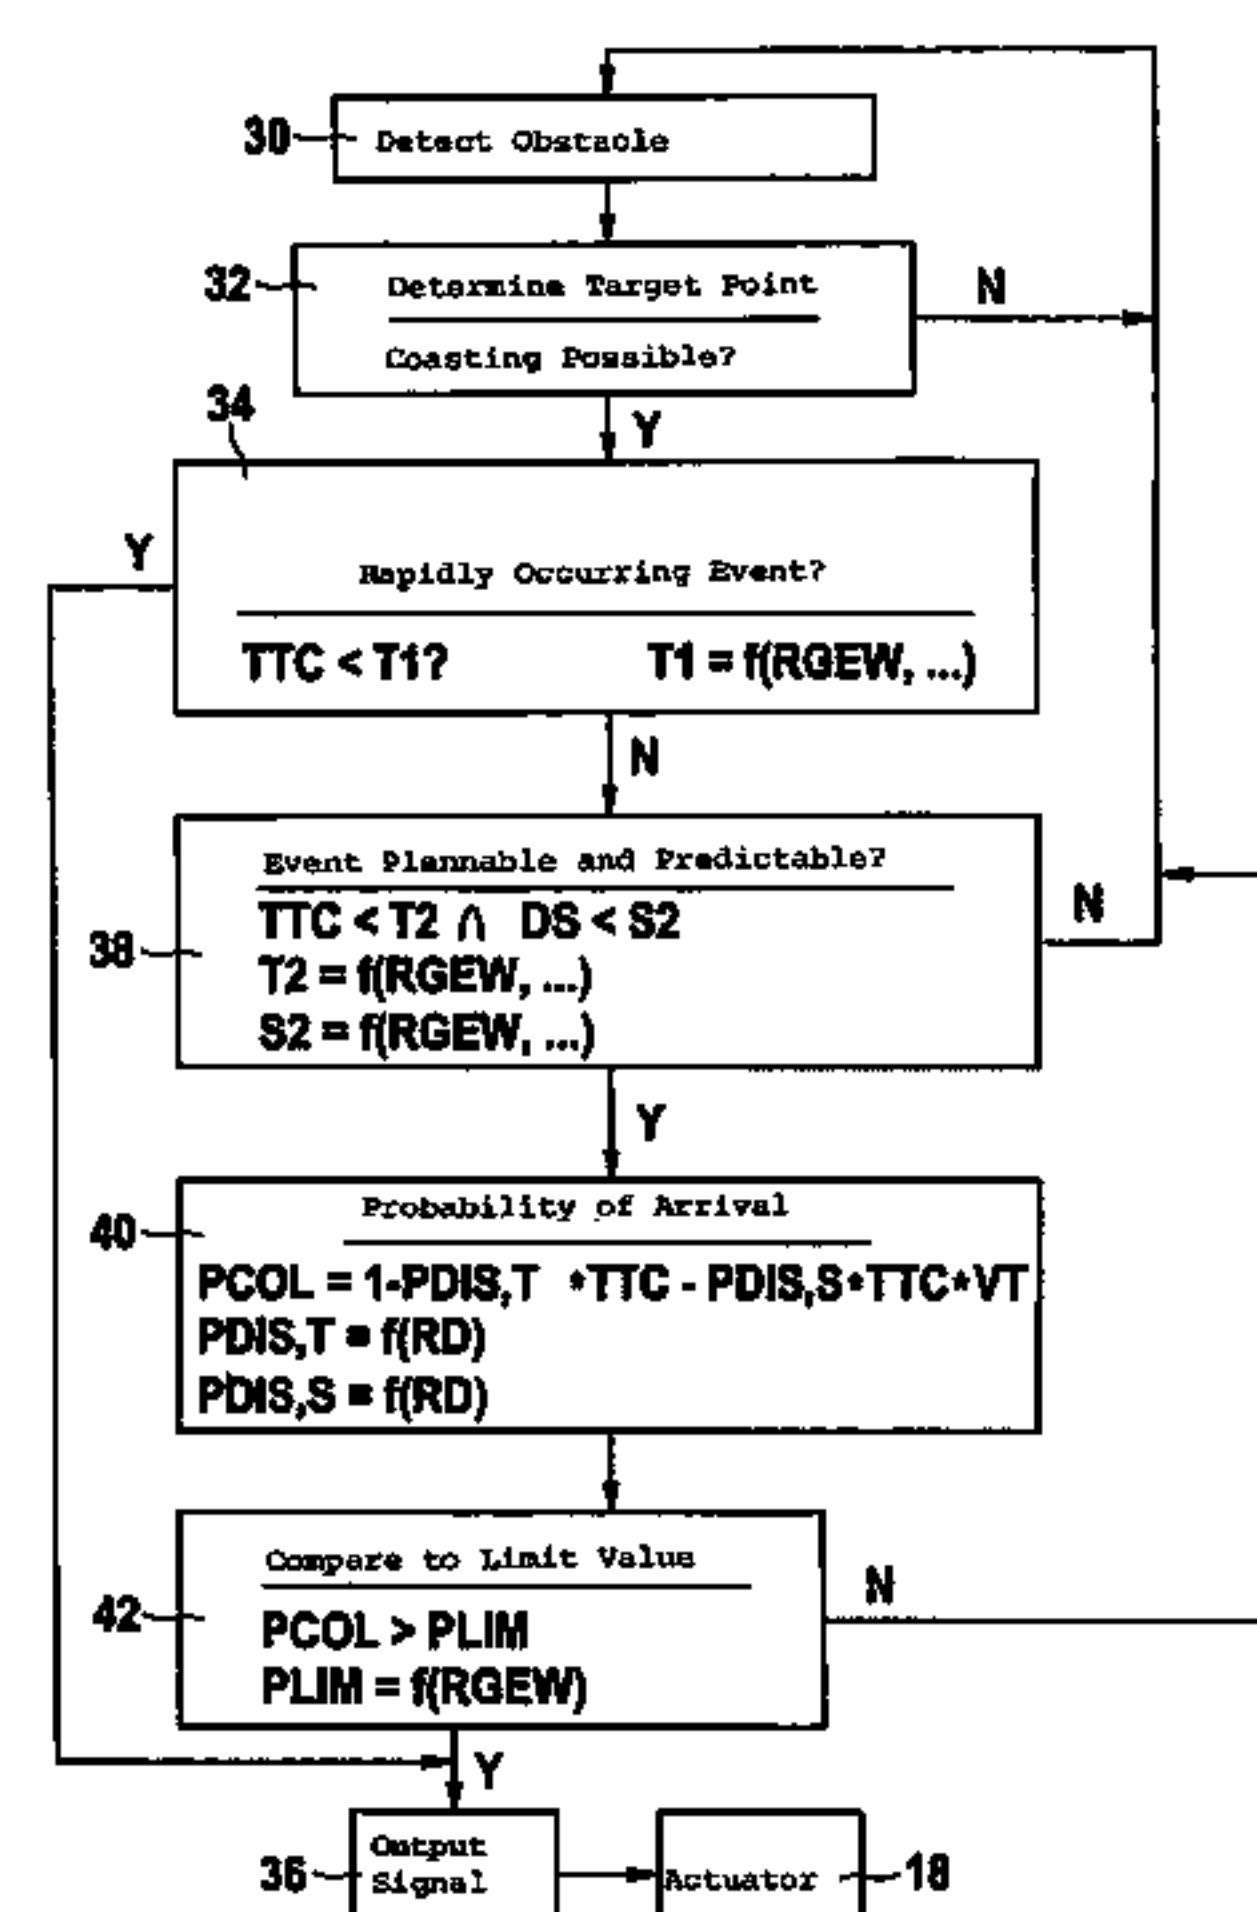 30
Detect Obstacle
32
Determine Target Point
N
Coasting Possible?
34
Y
Y
Rapidly Occurring Event?
TTC < T1?
T1 = f(RGEW, ...)
N
Event Plannable and Predictable?
TTC < T2 ∩ DS < S2
N
38
T2 = f(RGEW, ...)
S2 = f(RGEW, ...)
Y
Probability of Arrival
40
PCOL = 1-PDIS,T *TTC - PDIS,S*TTC*VT
PDIS,T = f(RD)
PDIS,S = f(RD)
Compare to Limit Value
N
42
PCOL > PLIM
PLIM = f(RGEW)
Y
36
Output
Signal
Actuator
18